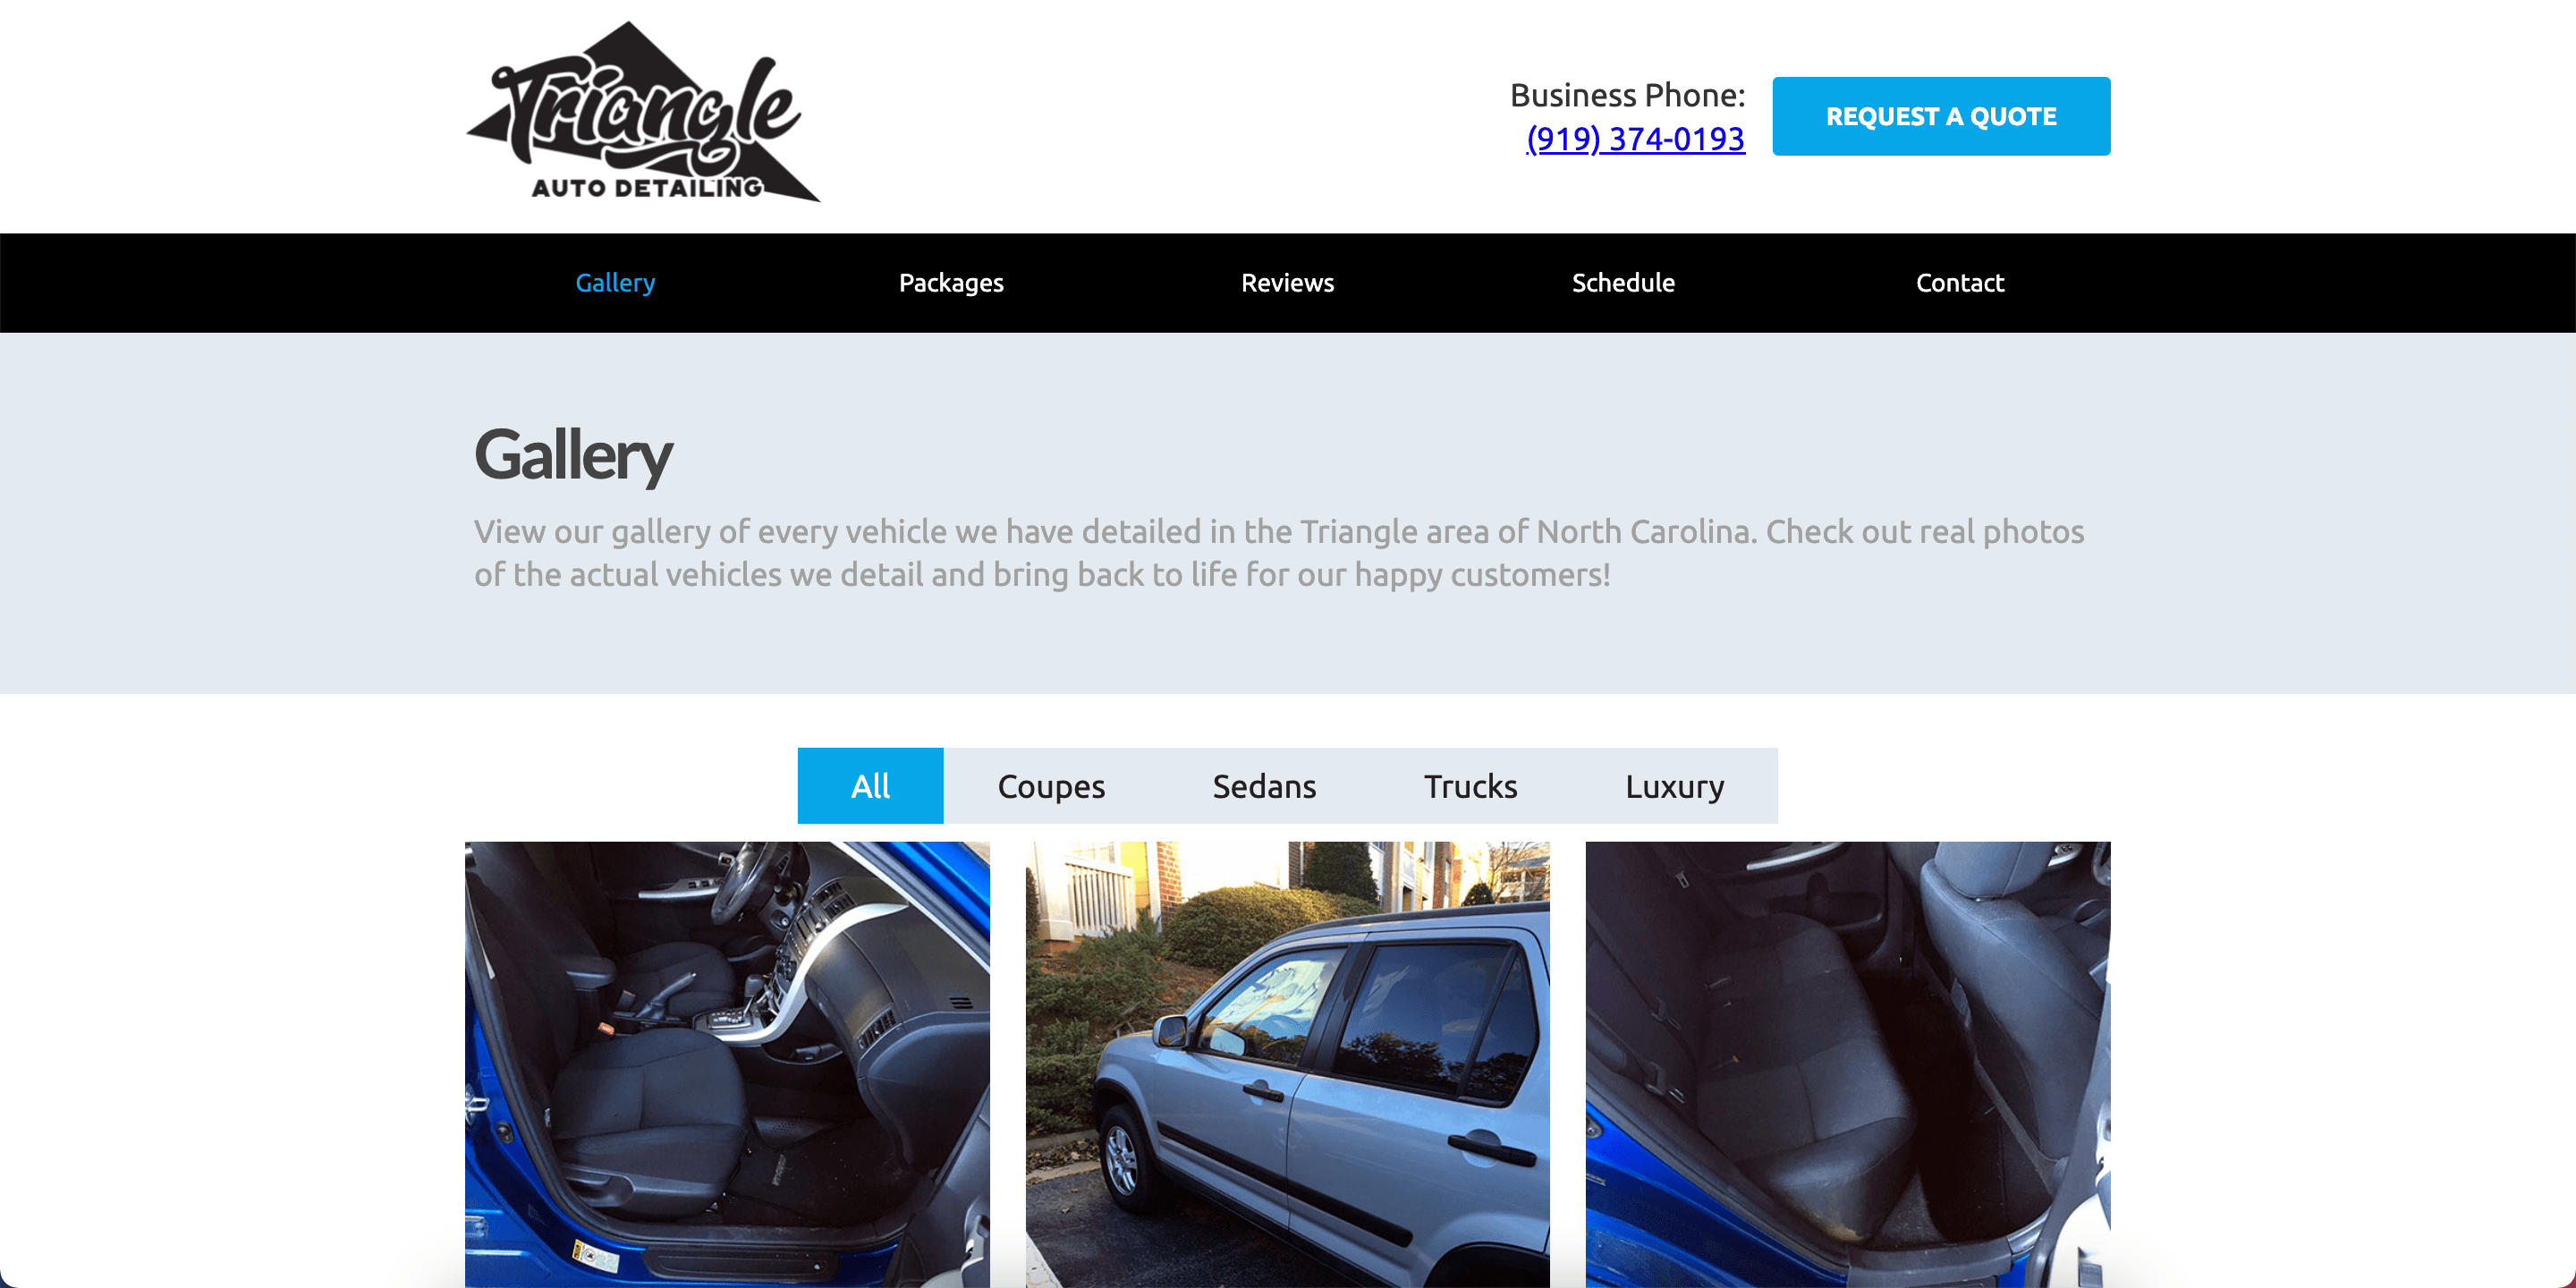 Triangle
AUTO DETAILING
Business Phone:
(919) 374-0193
REQUEST A QUOTE
Gallery
Packages
Reviews
Schedule
Contact
Gallery
View our gallery of every vehicle we have detailed in the Triangle area of North Carolina. Check out real photos
of the actual vehicles we detail and bring back to life for our happy customers!
All
Coupes
Sedans
Trucks
Luxury